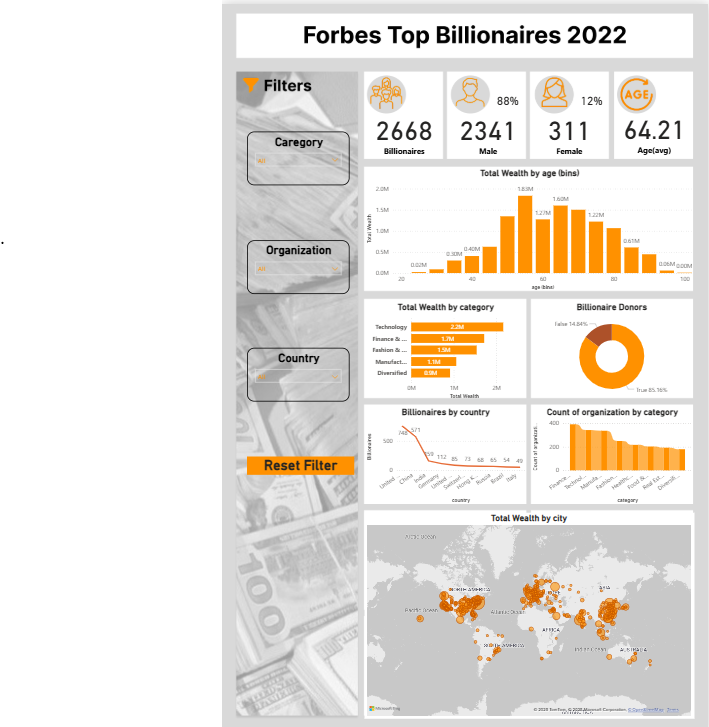 Forbes Top Billionaires 2022
Filters
Caregory
All
Organization
All
Country
Reset Filter
88%
12%
AGE
2668
2341
311
64.21
Billionaires
Male
Female
Age(avg)
Total Wealth by age (bins)
Total Wealth
2.0M
1.5M
1.0M
0.5M
0.0M
0.02M
0.30M
0.40M
1.83M
1.27M
1.60M
1.22M
0.61M
0.06M
0.00M
20
40
60
80
100
age (bins)
Total Wealth by category
Technology
2.2M
Finance & ...
1.7M
Fashion & ...
1.5M
Manufact...
1.1M
Diversified
0.9M
0M
1M
2M
Total Wealth
Billionaire Donors
False 14.84%
True 85.16%
Billionaires by country
Billionaires
500
0
748
571
159
112
85
73
68
65
54
49
United ...
China
India
Germany
United ...
Switzerl...
Hong K...
Russia
Brazil
Italy
country
Count of organization by category
Count of organizati...
400
200
0
Finance...
Technol...
Manufa...
Fashion...
Healthc...
Food &...
Real Est...
Diversifi...
category
Total Wealth by city
Arctic Ocean
NORTH AMERICA
ASIA
Pacific Ocean
Atlantic Ocean
AFRICA
SOUTH AMERICA
Indian Ocean
AUSTRALIA
Microsoft Bing
© 2025 TomTom, © 2025 Microsoft Corporation, © OpenStreetMap Terms
.